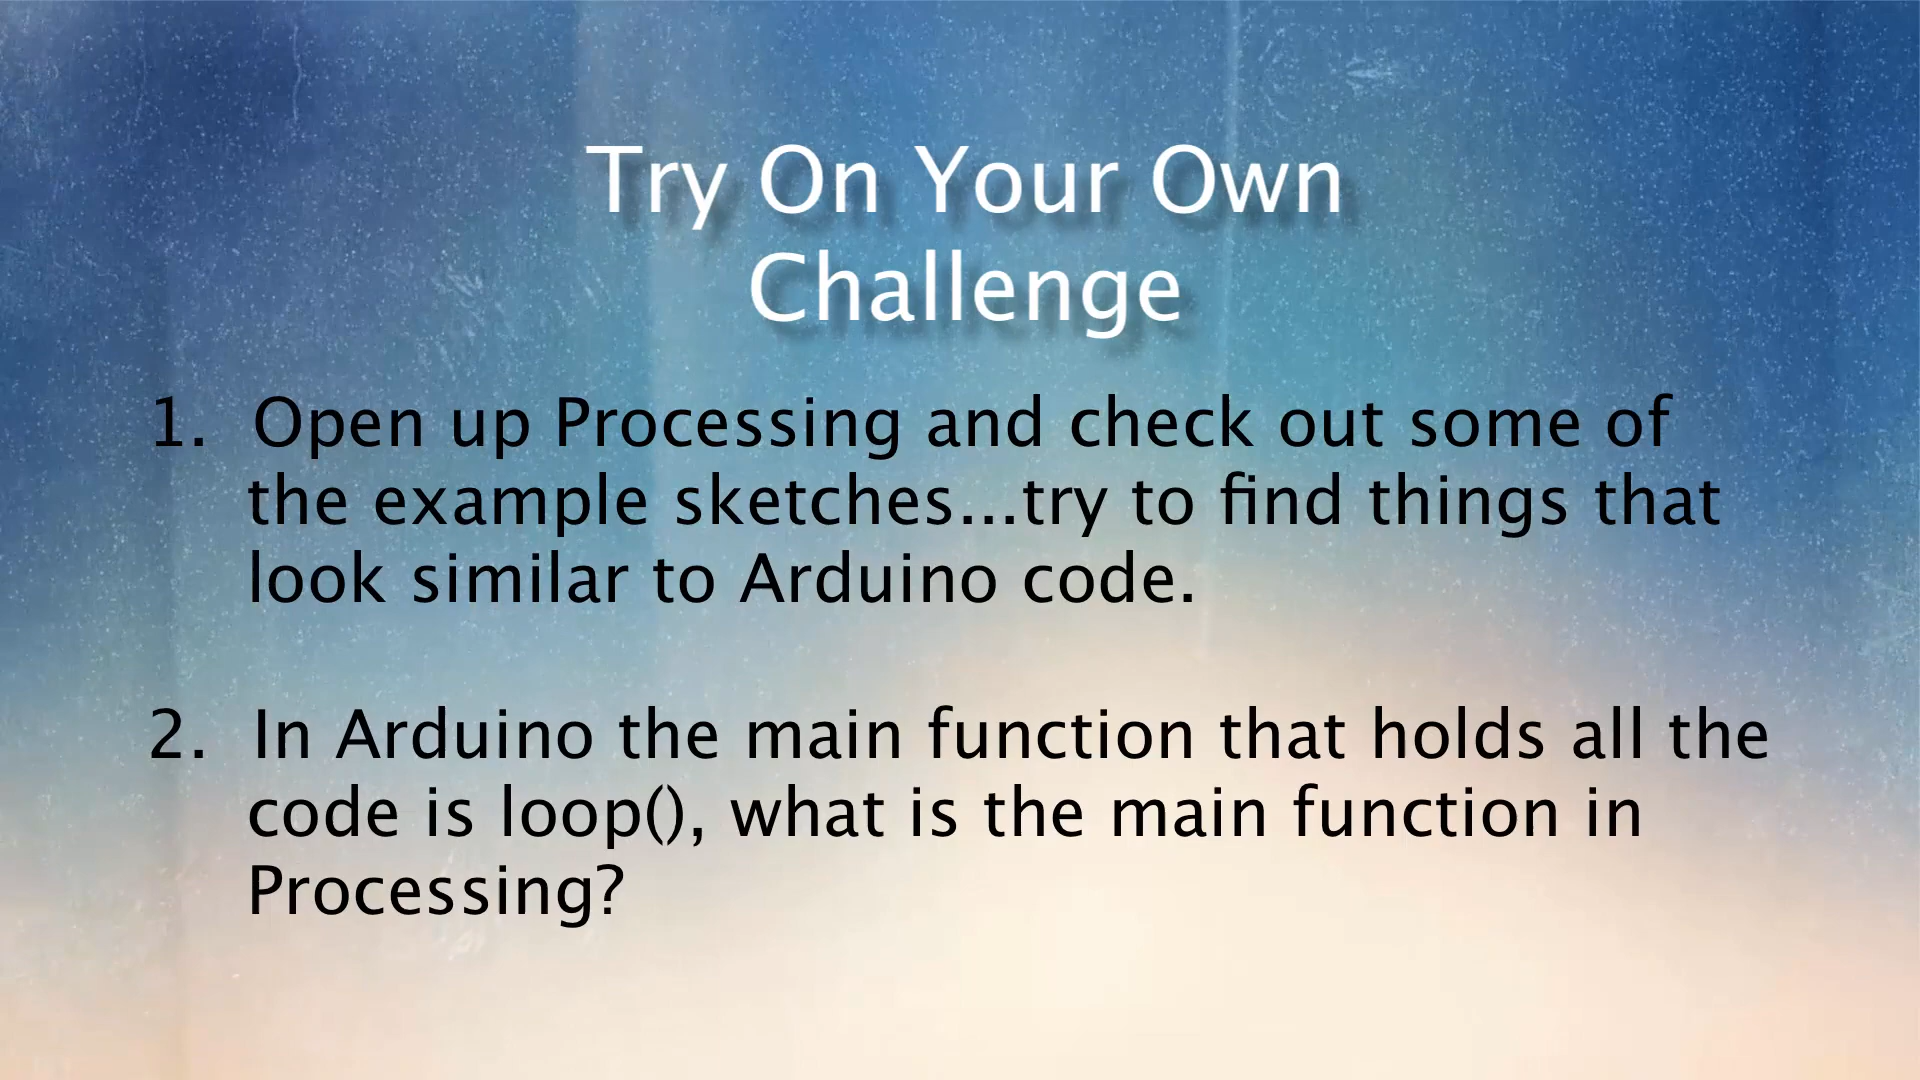 Try On Your Own
Challenge
1. Open up Processing and check out some of
the example sketches...try to find things that
look similar to Arduino code.
2. In Arduino the main function that holds all the
code is loop(), what is the main function in
Processing?